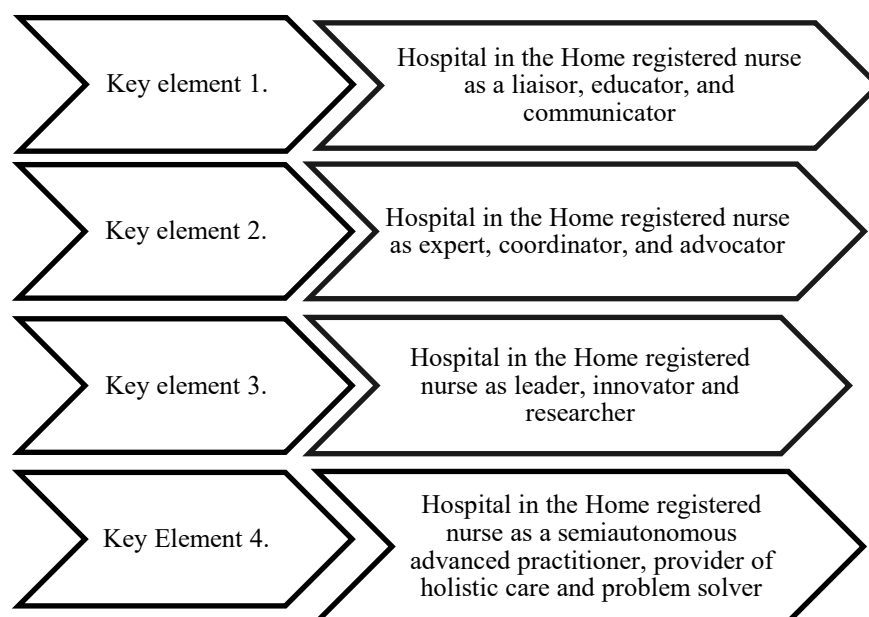 Key element 1.
Hospital in the Home registered nurse
as a liaisor, educator, and
communicator
Key element 2.
Hospital in the Home registered nurse
as expert, coordinator, and advocator
Key element 3.
Hospital in the Home registered
nurse as leader, innovator and
researcher
Key Element 4.
Hospital in the Home registered
nurse as a semiautonomous
advanced practitioner, provider of
holistic care and problem solver